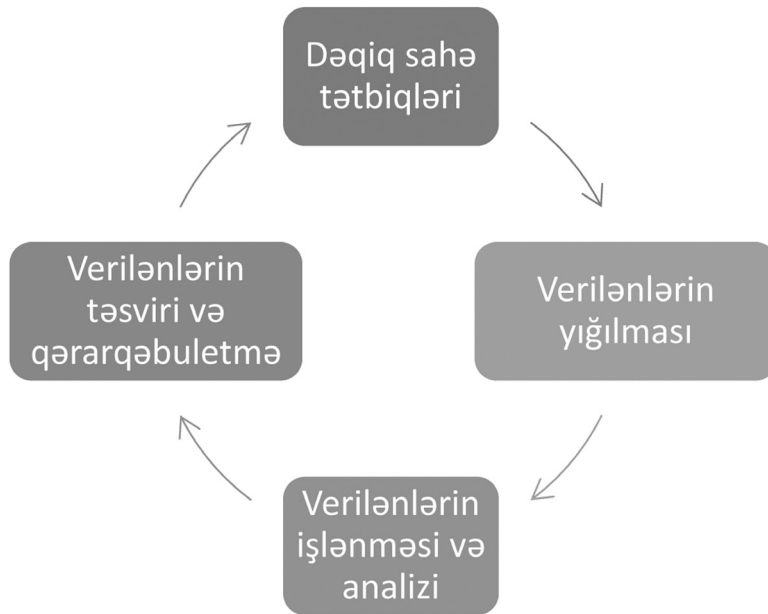 Dəqiq sahə
tətbiqləri
Verilənlərin
yığılması
Verilənlərin
işlənməsi və
analizi
Verilənlərin
təsviri və
qərarqəbuletmə